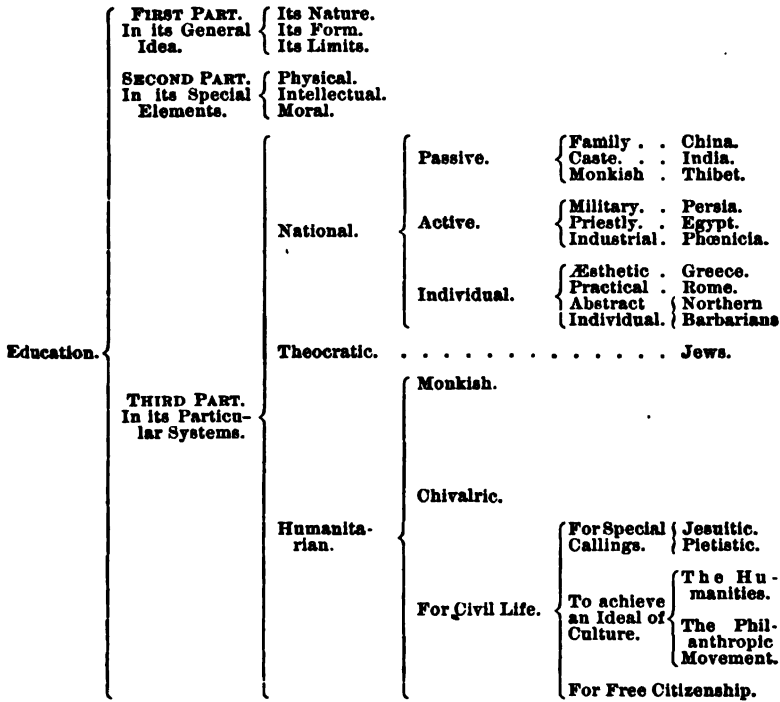 FIRST PART.
In its General
Idea.
Its Nature.
Its Form.
Its Limits.
SECOND PART.
In its Special
Elements.
Physical.
Intellectual.
Moral.
Education.
THIRD PART.
In its Particu-
lar Systems.
National.
Passive.
Family . . China.
Caste. . . India.
Monkish . Thibet.
Active.
Military. . Persia.
Priestly. . Egypt.
Industrial. Phœnicia.
Individual.
Æsthetic . Greece.
Practical . Rome.
Abstract
Individual.
Northern
Barbarians
Theocratic. . . . . . . . . . . . . . . Jews.
Humanita-
rian.
Monkish.
Chivalric.
For Civil Life.
For Special
Callings.
Jesuitic.
Pietistic.
To achieve
an Ideal of
Culture.
The Hu-
manities.
The Phil-
anthropic
Movement.
For Free Citizenship.